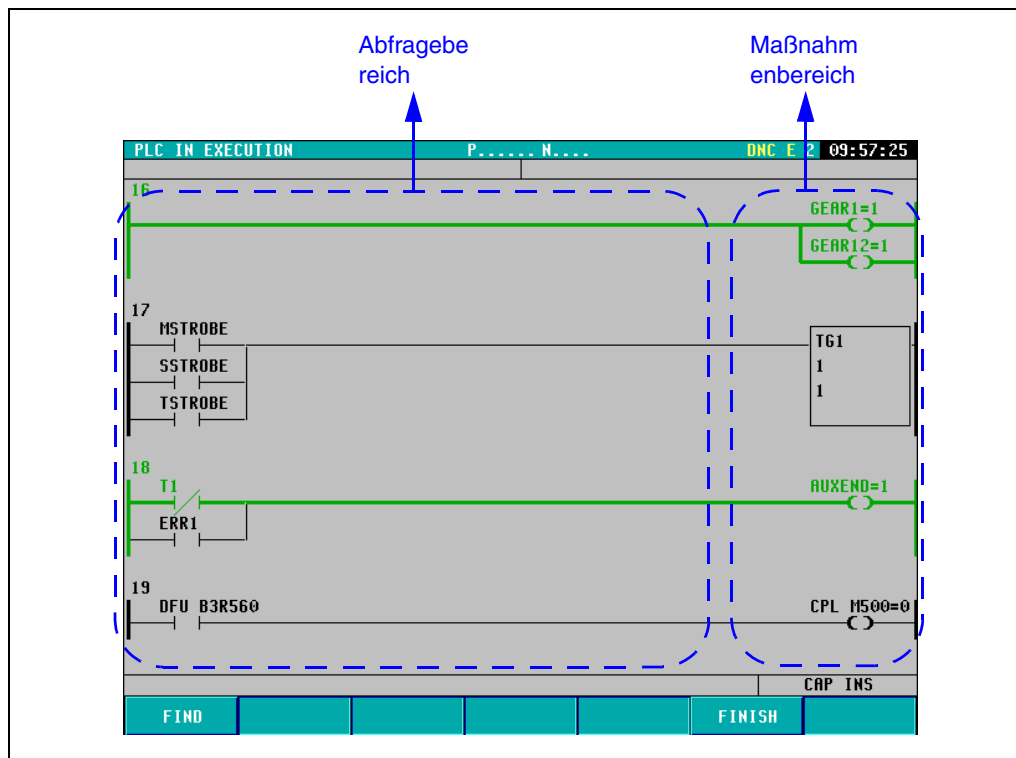 Abfragebe
reich
Maßnahm
enbereich
PLC IN EXECUTION P...... N.... DNC E 2 09:57:25
16
GEAR1=1
GEAR12=1
17
MSTROBE
SSTROBE
TSTROBE
TG1
1
1
18
T1
AUXEND=1
ERR1
19
DFU B3R560
CPL M500=0
CAP INS
FIND FINISH